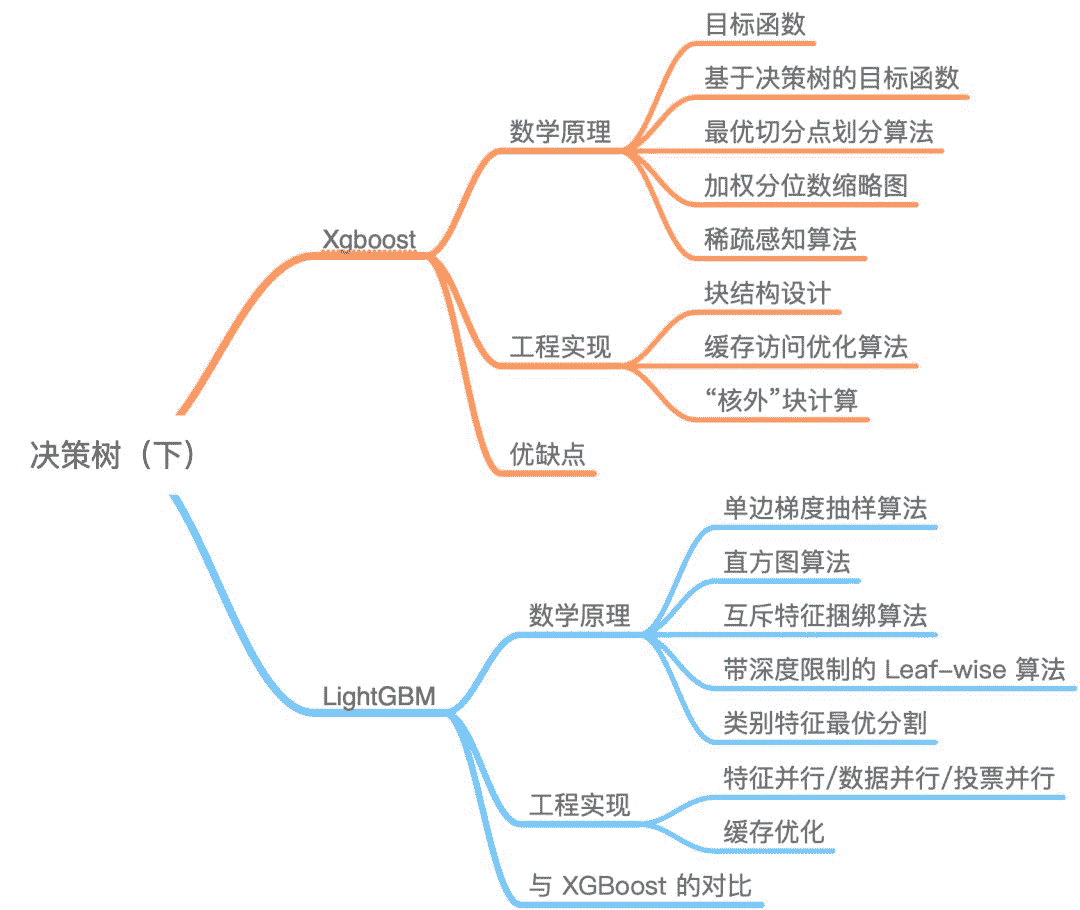 决策树（下）
Xgboost
数学原理
目标函数
基于决策树的目标函数
最优切分点划分算法
加权分位数缩略图
稀疏感知算法
工程实现
块结构设计
缓存访问优化算法
“核外”块计算
优缺点
LightGBM
数学原理
单边梯度抽样算法
直方图算法
互斥特征捆绑算法
带深度限制的 Leaf-wise 算法
类别特征最优分割
工程实现
特征并行/数据并行/投票并行
缓存优化
与 XGBoost 的对比